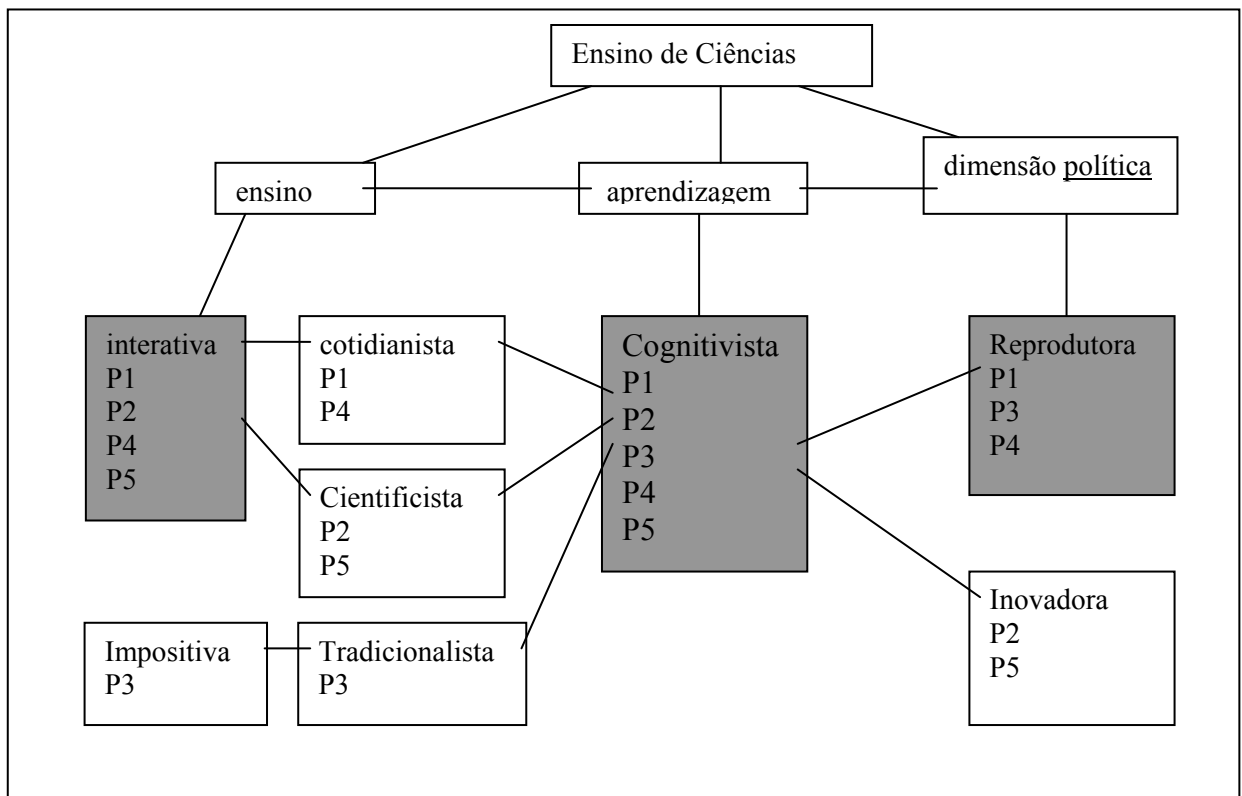 Ensino de Ciências
ensino
aprendizagem
dimensão política
interativa
P1
P2
P4
P5
cotidianista
P1
P4
Cientificista
P2
P5
Cognitivista
P1
P2
P3
P4
P5
Reprodutora
P1
P3
P4
Impositiva
P3
Tradicionalista
P3
Inovadora
P2
P5